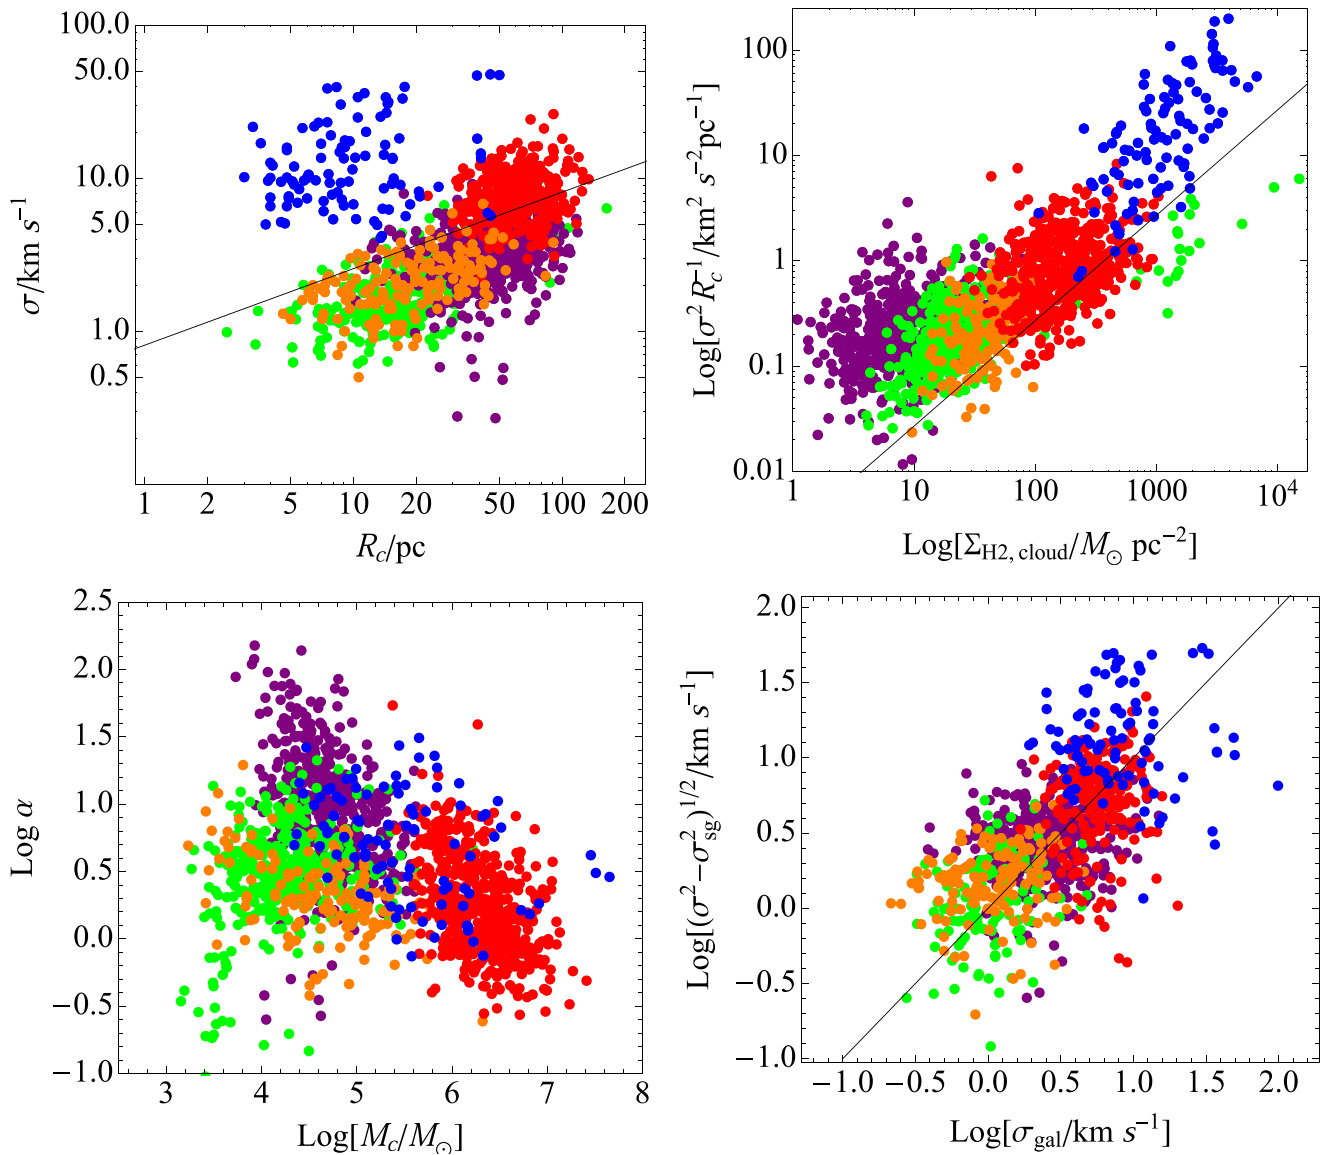 100.0
50.0
10.0
5.0
1.0
0.5
σ/km s⁻¹
1 2 5 10 20 50 100 200
R_c/pc
100
10
1
0.1
0.01
Log[σ² R_c⁻¹/km² s⁻²pc⁻¹]
1 10 100 1000 10⁴
Log[Σ_H2, cloud/M_⊙ pc⁻²]
2.5
2.0
1.5
1.0
0.5
0.0
−0.5
−1.0
Log α
3 4 5 6 7 8
Log[M_c/M_⊙]
2.0
1.5
1.0
0.5
0.0
−0.5
−1.0
Log[(σ²−σ²_sg)^1/2/km s⁻¹]
−1.0 −0.5 0.0 0.5 1.0 1.5 2.0
Log[σ_gal/km s⁻¹]